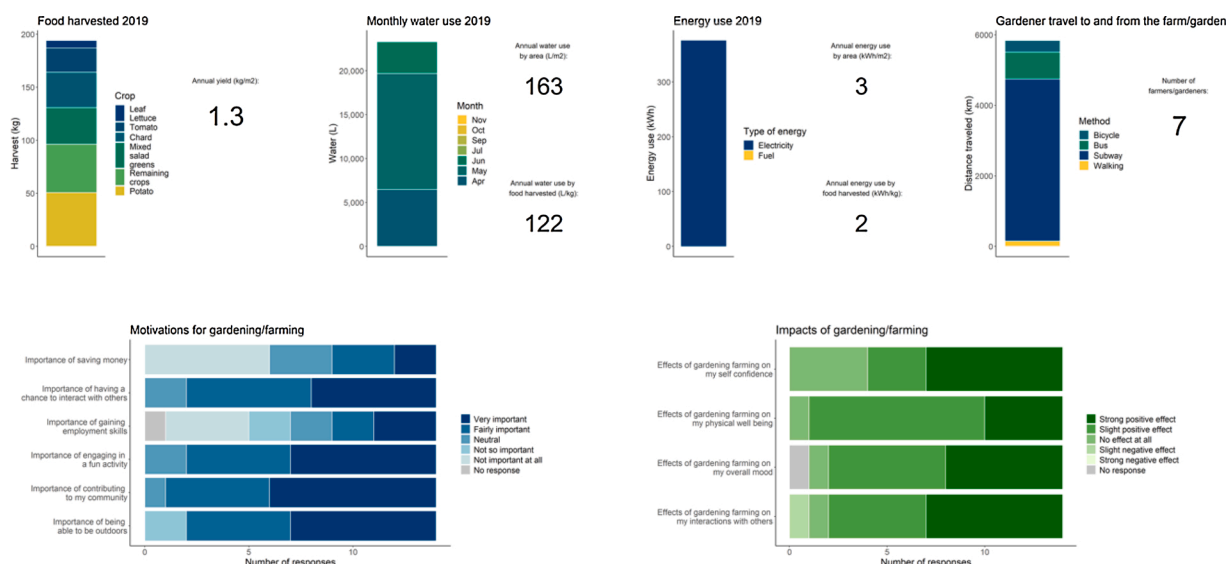 Food harvested 2019
200
150
100
50
0
Harvest (kg)
Crop
Leaf
Lettuce
Tomato
Chard
Mixed
salad
greens
Remaining
crops
Potato
Annual yield (kg/m2):
1.3
Monthly water use 2019
20,000
15,000
10,000
5,000
0
Water (L)
Month
Nov
Oct
Sep
Jul
Jun
May
Apr
Annual water use
by area (L/m2):
163
Annual water use by
food harvested (L/kg):
122
Energy use 2019
300
200
100
0
Energy use (kWh)
Type of energy
Electricity
Fuel
Annual energy use
by area (kWh/m2):
3
Annual energy use by
food harvested (kWh/kg):
2
Gardener travel to and from the farm/garden
6000
4000
2000
0
Distance traveled (km)
Method
Bicycle
Bus
Subway
Walking
Number of
farmers/gardeners:
7
Motivations for gardening/farming
Importance of saving money
Importance of having a
chance to interact with others
Importance of gaining
employment skills
Importance of engaging in
a fun activity
Importance of contributing
to my community
Importance of being
able to be outdoors
0
5
10
Number of responses
Very important
Fairly important
Neutral
Not so important
Not important at all
No response
Impacts of gardening/farming
Effects of gardening farming on
my self confidence
Effects of gardening farming on
my physical well being
Effects of gardening farming on
my overall mood
Effects of gardening farming on
my interactions with others
0
5
10
Number of responses
Strong positive effect
Slight positive effect
No effect at all
Slight negative effect
Strong negative effect
No response